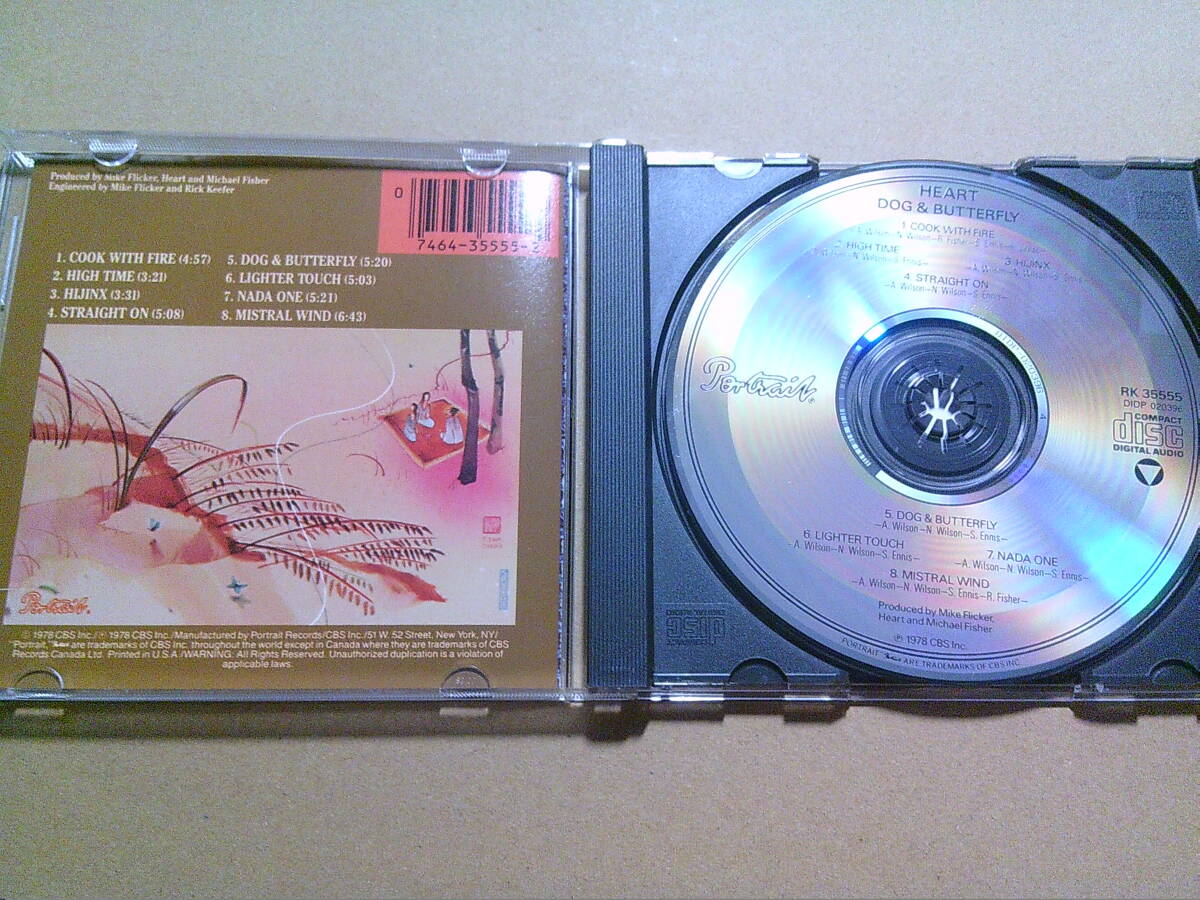 Produced by Mike Flicker, Heart and Michael Fisher
Engineered by Mike Flicker and Rick Keefer
0
7464-35555-2
1. COOK WITH FIRE (4:57)
2. HIGH TIME (3:21)
3. HIJINX (3:31)
4. STRAIGHT ON (5:08)
5. DOG & BUTTERFLY (5:20)
6. LIGHTER TOUCH (5:03)
7. NADA ONE (5:21)
8. MISTRAL WIND (6:43)
Portrait.
© 1978 CBS Inc./℗ 1978 CBS Inc./Manufactured by Portrait Records/CBS Inc./51 W. 52 Street, New York, NY/
"Portrait," are trademarks of CBS Inc. throughout the world except in Canada where they are trademarks of CBS
Records Canada Ltd. Printed in U.S.A./WARNING: All Rights Reserved. Unauthorized duplication is a violation of
applicable laws.
HEART
DOG & BUTTERFLY
1. COOK WITH FIRE
2. HIGH TIME
3. HIJINX
4. STRAIGHT ON
—A. Wilson—N. Wilson—S. Ennis—
Portrait.
RK 35555
COMPACT
disc
DIGITAL AUDIO
5. DOG & BUTTERFLY
—A. Wilson—N. Wilson—S. Ennis—
6. LIGHTER TOUCH
A. Wilson—N. Wilson—S. Ennis—
7. NADA ONE
—A. Wilson—N. Wilson—S. Ennis—
8. MISTRAL WIND
—A. Wilson—N. Wilson—S. Ennis—R. Fisher—
Produced by Mike Flicker,
Heart and Michael Fisher
℗ 1978 CBS Inc.
PORTRAIT, ARE TRADEMARKS OF CBS INC.